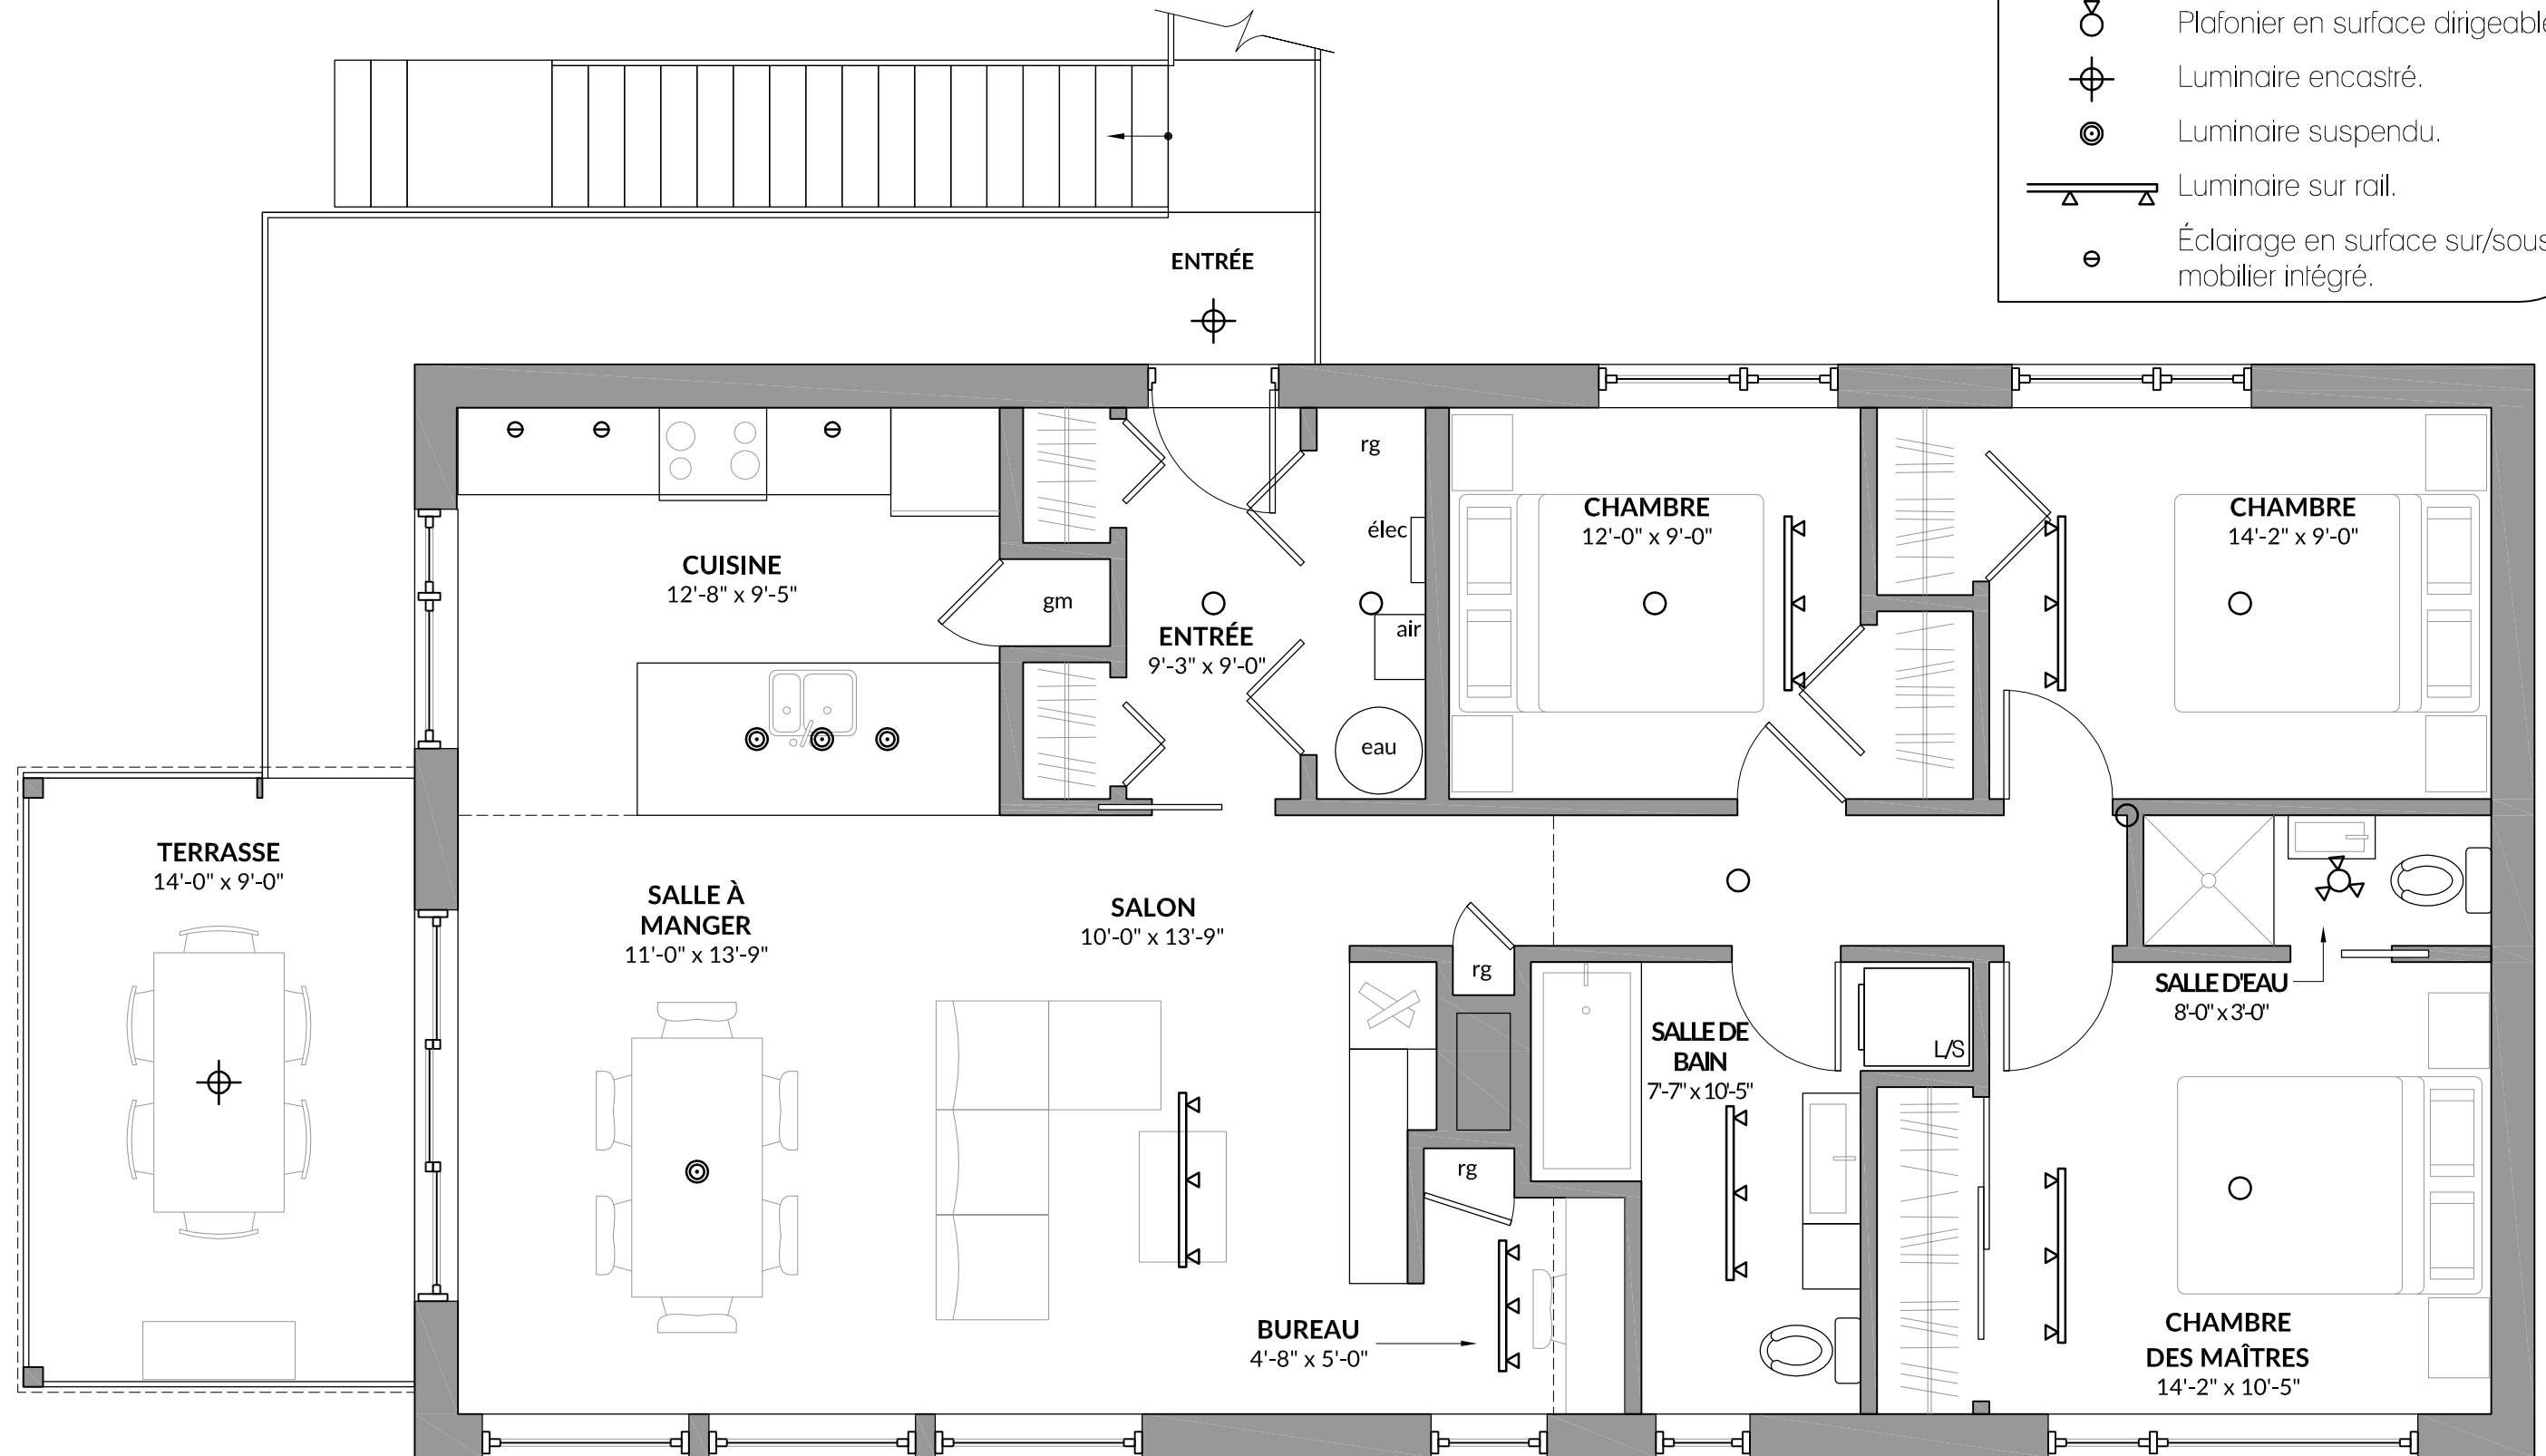 Plafonier en surface dirigeable
Luminaire encastré.
Luminaire suspendu.
Luminaire sur rail.
Éclairage en surface sur/sous
mobilier intégré.
ENTRÉE
rg
élec
air
eau
gm
CUISINE
12'-8" x 9'-5"
ENTRÉE
9'-3" x 9'-0"
CHAMBRE
12'-0" x 9'-0"
CHAMBRE
14'-2" x 9'-0"
TERRASSE
14'-0" x 9'-0"
SALLE À
MANGER
11'-0" x 13'-9"
SALON
10'-0" x 13'-9"
rg
rg
SALLE DE
BAIN
7'-7" x 10'-5"
L/S
SALLE D'EAU
8'-0" x 3'-0"
BUREAU
4'-8" x 5'-0"
CHAMBRE
DES MAÎTRES
14'-2" x 10'-5"